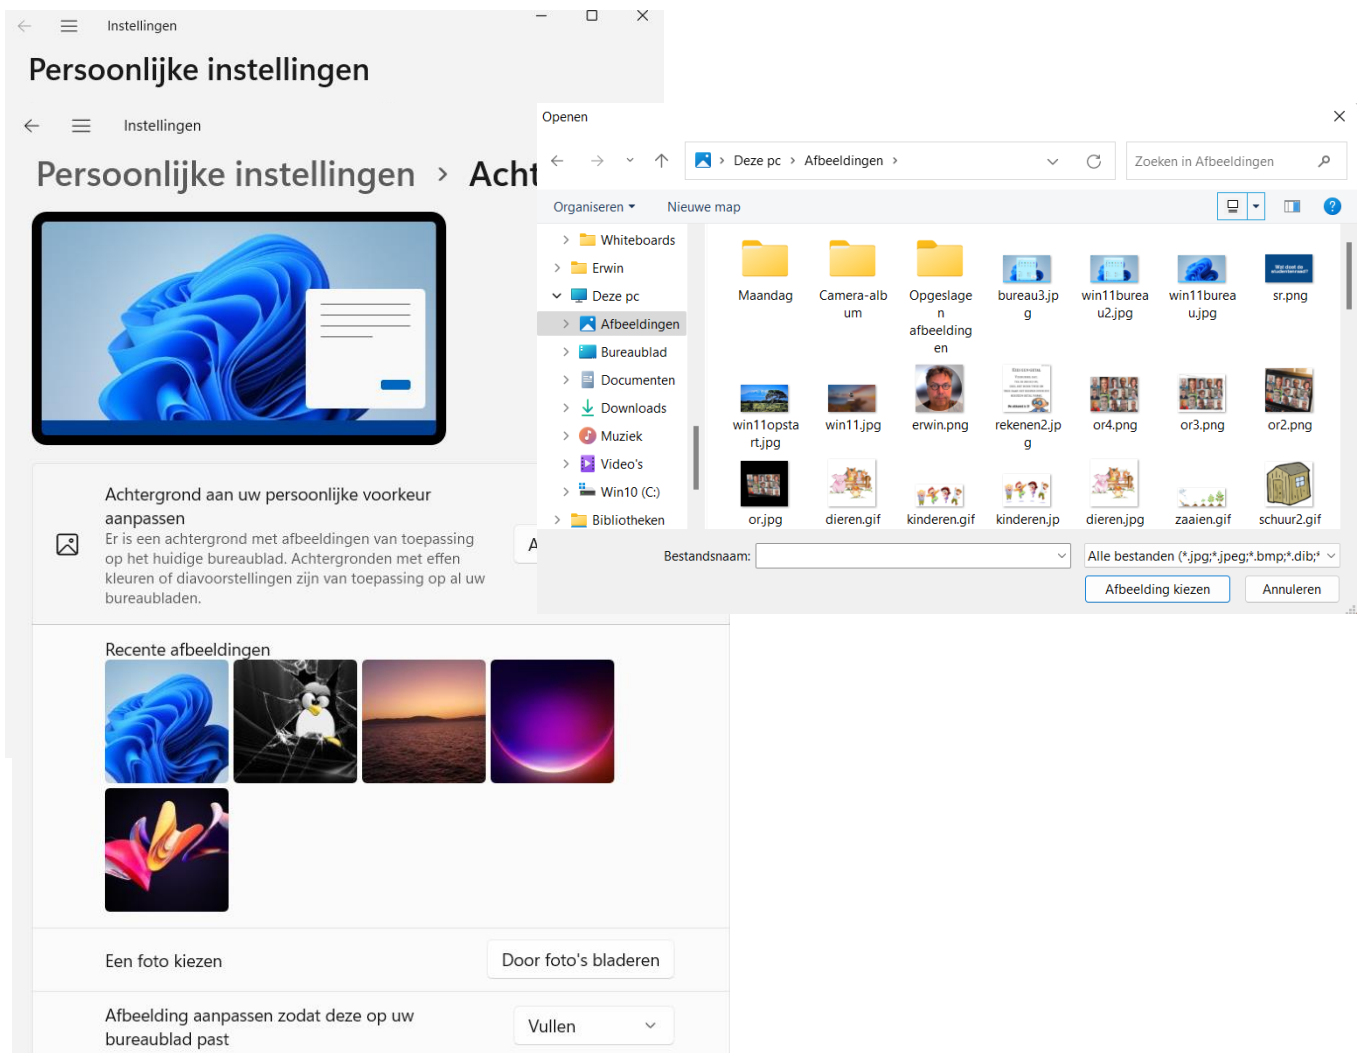 Instellingen
Persoonlijke instellingen
Instellingen
Persoonlijke instellingen > Acht
Achtergrond aan uw persoonlijke voorkeur
aanpassen
Er is een achtergrond met afbeeldingen van toepassing
op het huidige bureaublad. Achtergronden met effen
kleuren of diavoorstellingen zijn van toepassing op al uw
bureaubladen.
A
Recente afbeeldingen
Een foto kiezen
Door foto's bladeren
Afbeelding aanpassen zodat deze op uw
bureaublad past
Vullen
Openen
Deze pc > Afbeeldingen >
Zoeken in Afbeeldingen
Organiseren
Nieuwe map
?
Whiteboards
Erwin
Deze pc
Afbeeldingen
Bureaublad
Documenten
Downloads
Muziek
Video's
Win10 (C:)
Bibliotheken
Maandag
Camera-alb
um
Opgeslage
n
afbeelding
en
bureau3.jp
g
win11burea
u2.jpg
win11burea
u.jpg
sr.png
win11opsta
rt.jpg
win11.jpg
erwin.png
rekenen2.jp
g
or4.png
or3.png
or2.png
or.jpg
dieren.gif
kinderen.gif
kinderen.jp
dieren.jpg
zaaien.gif
schuur2.gif
Bestandsnaam:
Alle bestanden (*.jpg;*.jpeg;*.bmp;*.dib;*
Afbeelding kiezen
Annuleren